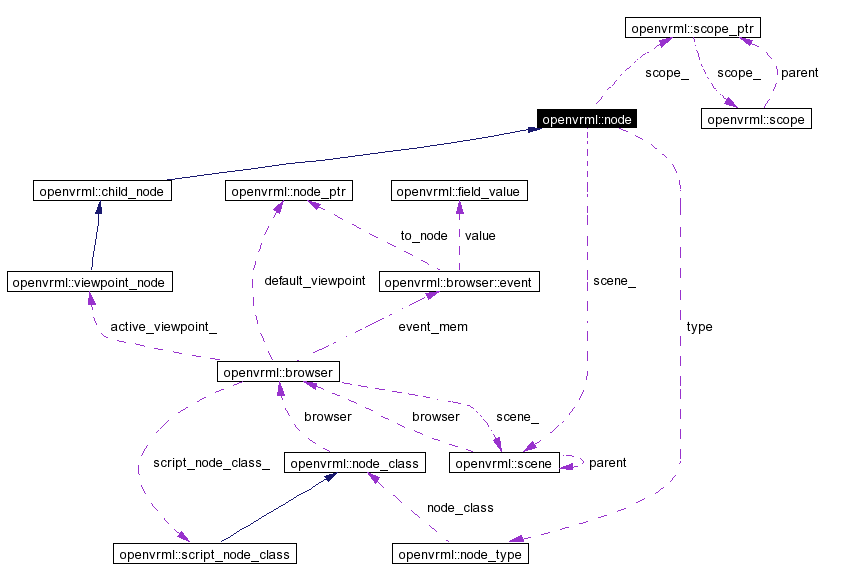 openvrml::scope_ptr
scope_
scope_
parent
openvrml::node
openvrml::scope
openvrml::child_node
openvrml::node_ptr
openvrml::field_value
to_node
value
openvrml::viewpoint_node
default_viewpoint
openvrml::browser::event
scene_
active_viewpoint_
event_mem
type
openvrml::browser
browser
browser
scene_
script_node_class_
openvrml::node_class
openvrml::scene
parent
node_class
openvrml::script_node_class
openvrml::node_type